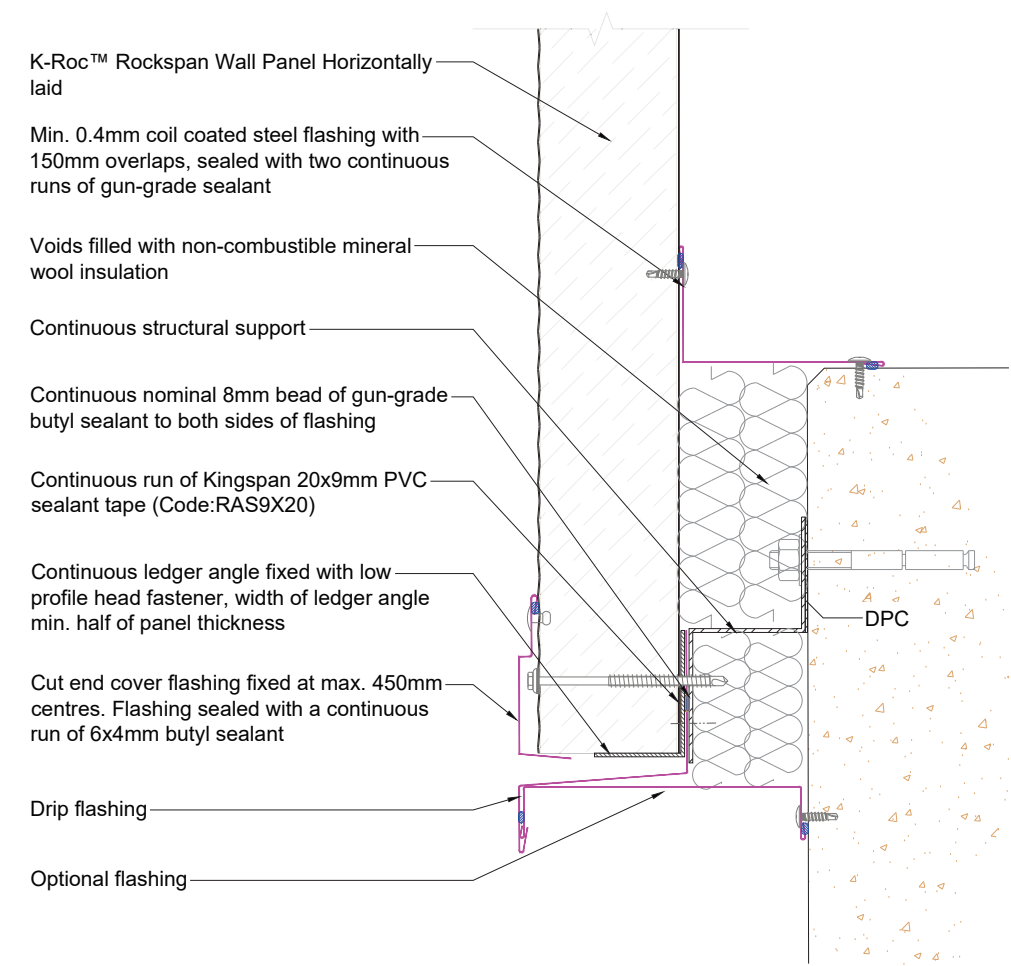 K-Roc™ Rockspan Wall Panel Horizontally
laid
Min. 0.4mm coil coated steel flashing with
150mm overlaps, sealed with two continuous
runs of gun-grade sealant
Voids filled with non-combustible mineral
wool insulation
Continuous structural support
Continuous nominal 8mm bead of gun-grade
butyl sealant to both sides of flashing
Continuous run of Kingspan 20x9mm PVC
sealant tape (Code:RAS9X20)
Continuous ledger angle fixed with low
profile head fastener, width of ledger angle
min. half of panel thickness
DPC
Cut end cover flashing fixed at max. 450mm
centres. Flashing sealed with a continuous
run of 6x4mm butyl sealant
Drip flashing
Optional flashing